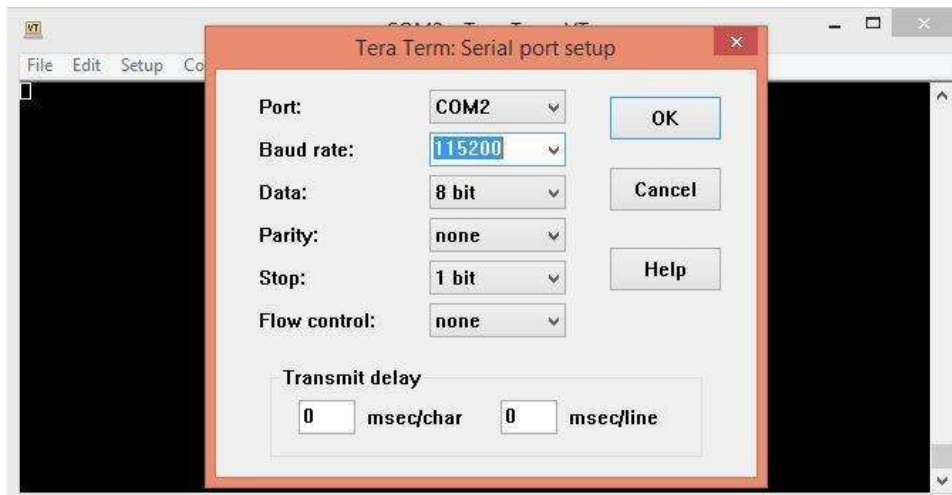 VT
Tera Term: Serial port setup
File Edit Setup Co
Port: COM2
OK
Baud rate: 115200
Data: 8 bit
Cancel
Parity: none
Stop: 1 bit
Help
Flow control: none
Transmit delay
0 msec/char 0 msec/line